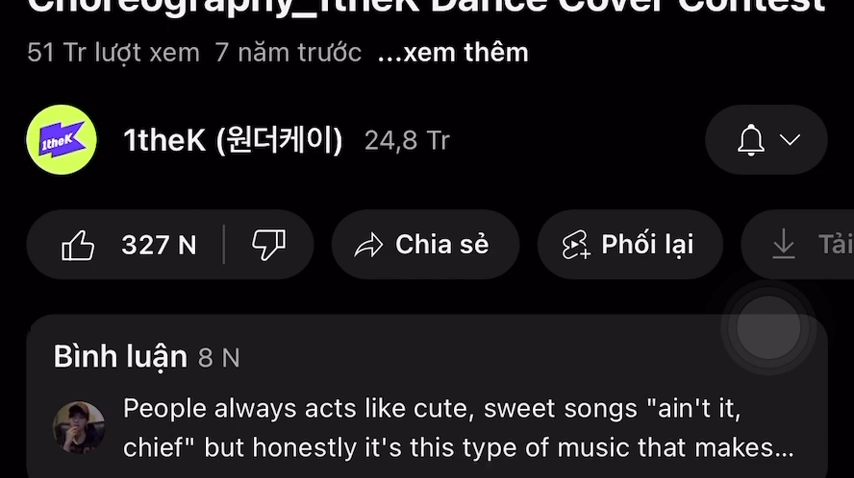 Choreography_1theK Dance Cover Contest
51 Tr lượt xem 7 năm trước ...xem thêm
1theK
1theK (원더케이) 24,8 Tr
327 N Chia sẻ Phối lại Tải
Bình luận 8 N
People always acts like cute, sweet songs "ain't it,
chief" but honestly it's this type of music that makes...